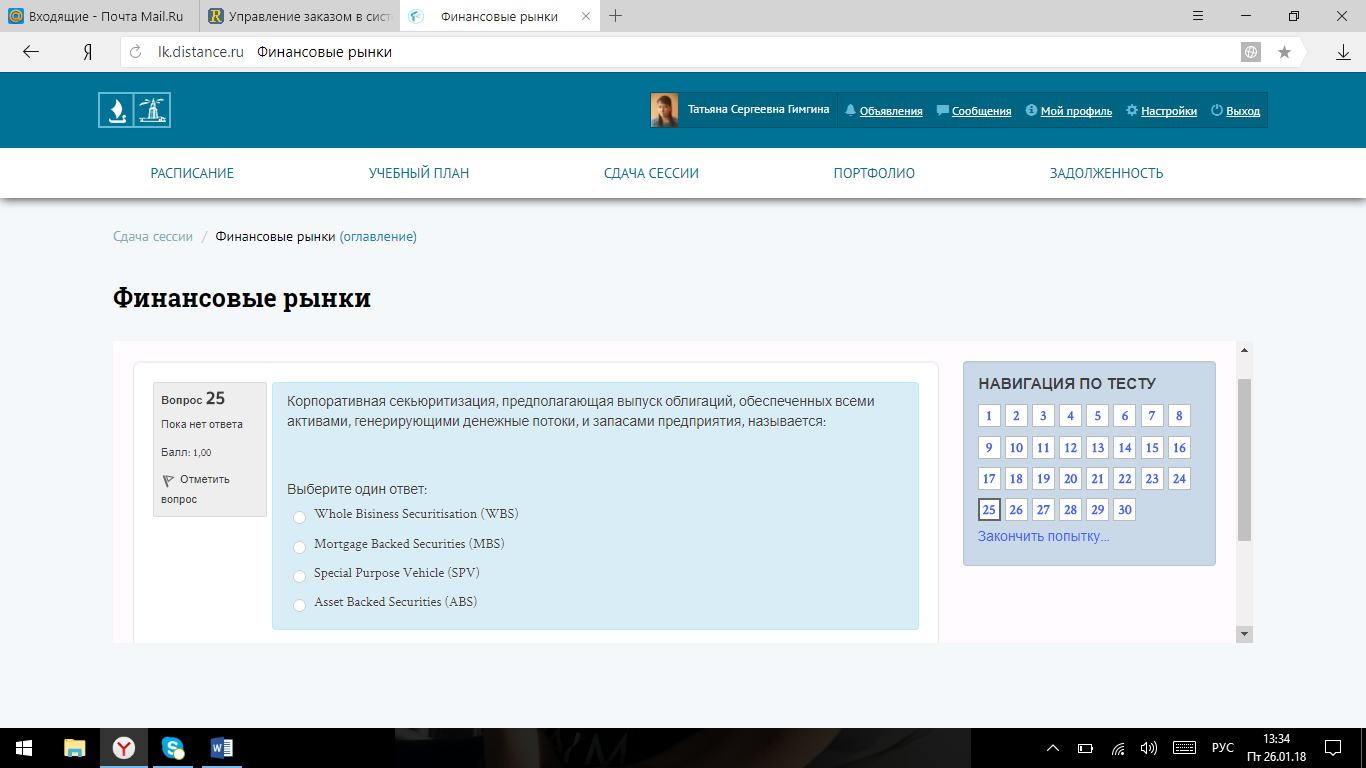 Входящие - Почта Mail.Ru
Управление заказом в сист
Финансовые рынки
lk.distance.ru Финансовые рынки
Татьяна Сергеевна Гимгина Объявления Сообщения Мой профиль Настройки Выход
РАСПИСАНИЕ УЧЕБНЫЙ ПЛАН СДАЧА СЕССИИ ПОРТФОЛИО ЗАДОЛЖЕННОСТЬ
Сдача сессии / Финансовые рынки (оглавление)
Финансовые рынки
Вопрос 25
Пока нет ответа
Балл: 1,00
Отметить
вопрос
Корпоративная секьюритизация, предполагающая выпуск облигаций, обеспеченных всеми
активами, генерирующими денежные потоки, и запасами предприятия, называется:
Выберите один ответ:
Whole Bisiness Securitisation (WBS)
Mortgage Backed Securities (MBS)
Special Purpose Vehicle (SPV)
Asset Backed Securities (ABS)
НАВИГАЦИЯ ПО ТЕСТУ
1 2 3 4 5 6 7 8
9 10 11 12 13 14 15 16
17 18 19 20 21 22 23 24
25 26 27 28 29 30
Закончить попытку...
РУС
13:34
Пт 26.01.18